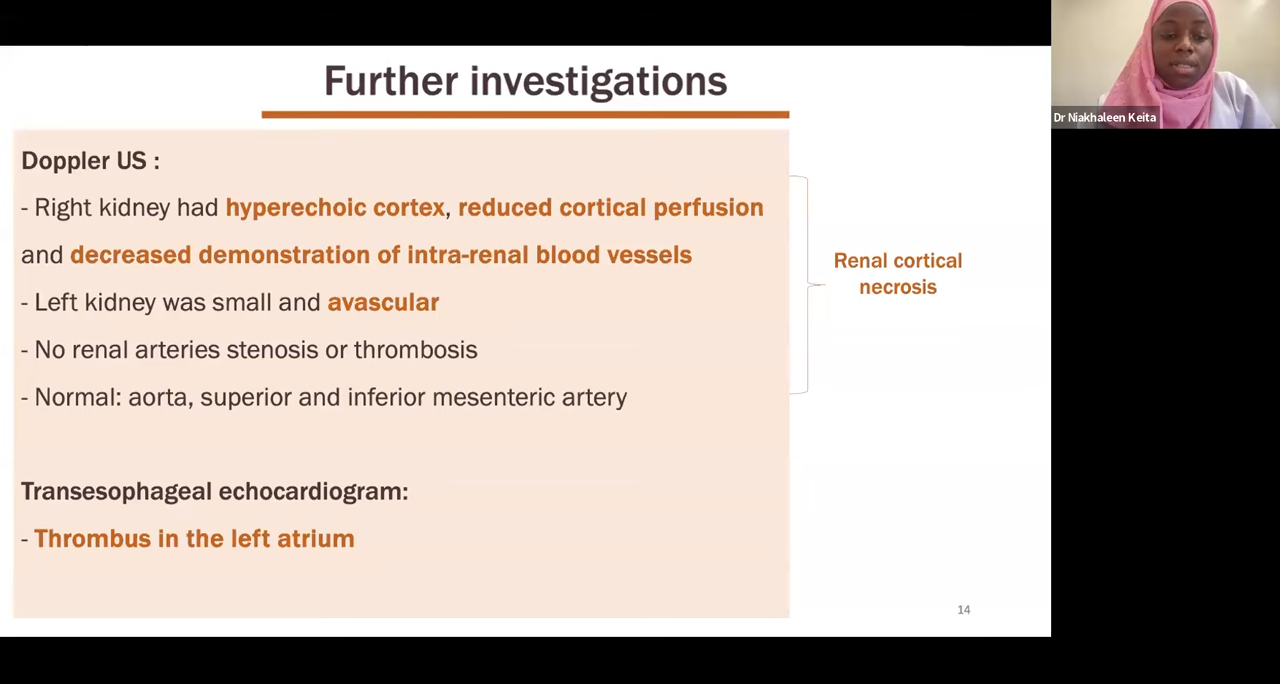 Further investigations
Doppler US :
- Right kidney had hyperechoic cortex, reduced cortical perfusion
and decreased demonstration of intra-renal blood vessels
- Left kidney was small and avascular
- No renal arteries stenosis or thrombosis
- Normal: aorta, superior and inferior mesenteric artery
Renal cortical
necrosis
Transesophageal echocardiogram:
- Thrombus in the left atrium
14
Dr Niakhaleen Keita